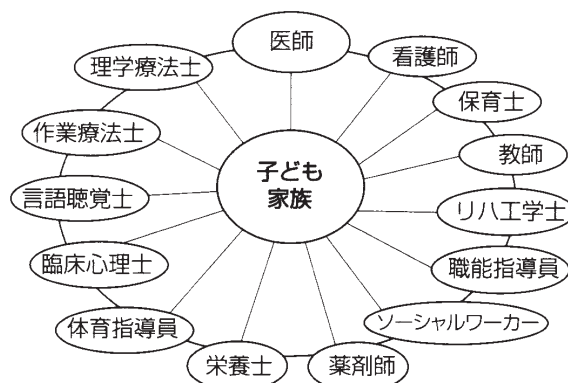 医師
看護師
保育士
教師
リハ工学士
職能指導員
ソーシャルワーカー
薬剤師
栄養士
体育指導員
臨床心理士
言語聴覚士
作業療法士
理学療法士
子ども
家族